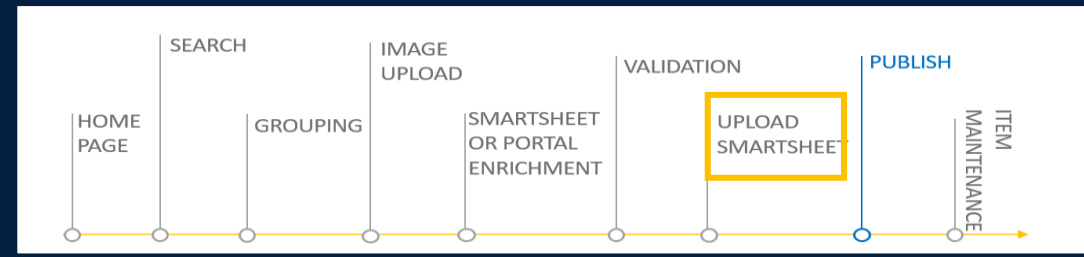 HOME
PAGE
SEARCH
GROUPING
IMAGE
UPLOAD
SMARTSHEET
OR PORTAL
ENRICHMENT
VALIDATION
UPLOAD
SMARTSHEET
PUBLISH
ITEM
MAINTENANCE